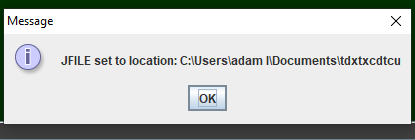 Message
JFILE set to location: C:\Users\adam l\Documents\tdxtxcdtcu
OK